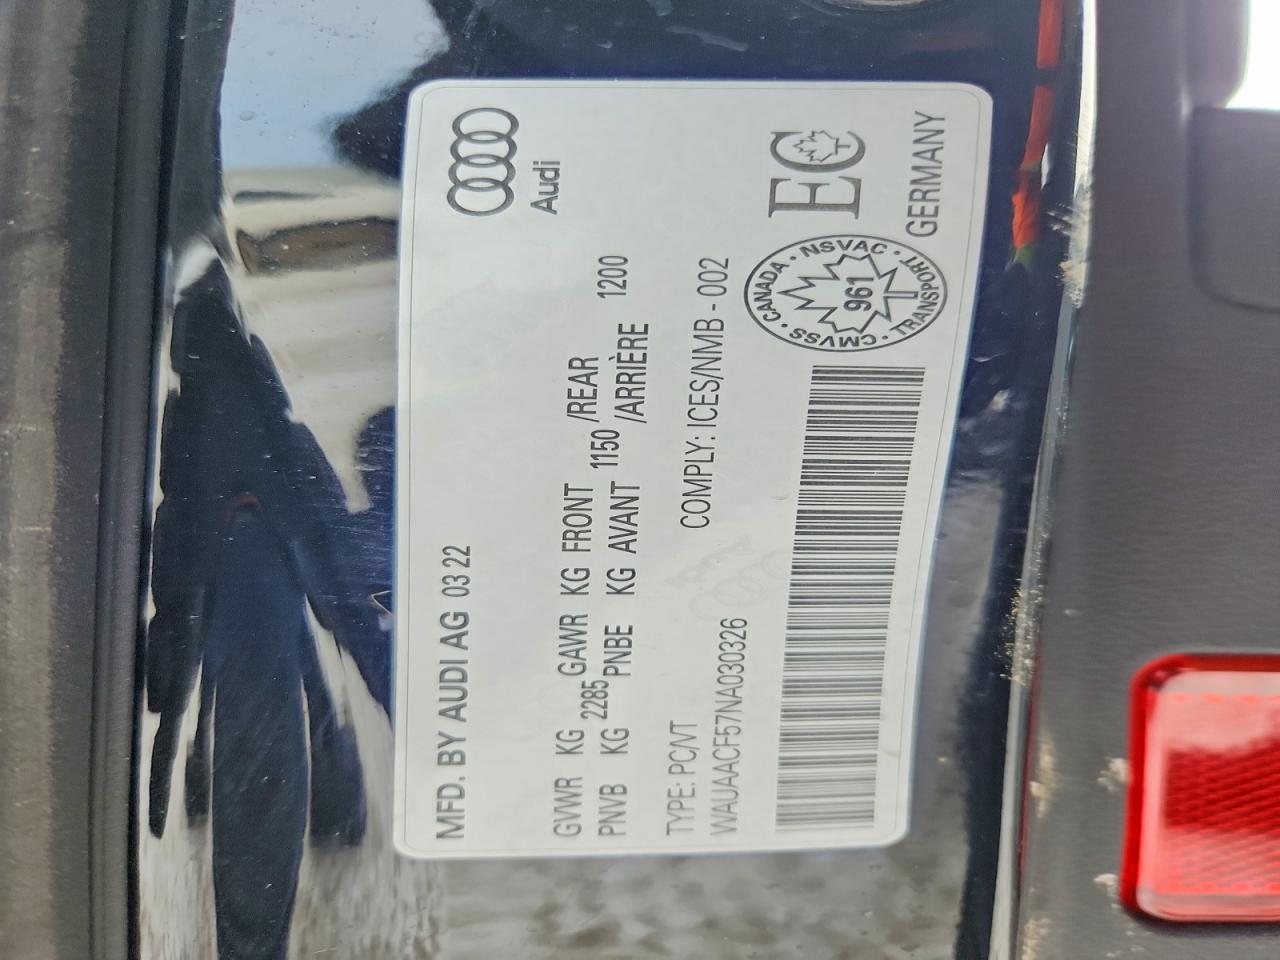 Audi
MFD. BY AUDI AG 03 22
GVWR KG 2285 GAWR KG FRONT 1150 /REAR 1200
PNVB KG PNBE KG AVANT /ARRIÈRE
TYPE: PC/VT COMPLY: ICES/NMB - 002
WAUAACF57NA030326
CANADA · NSVAC · TRANSPORT · CMVSS
961
EC
GERMANY